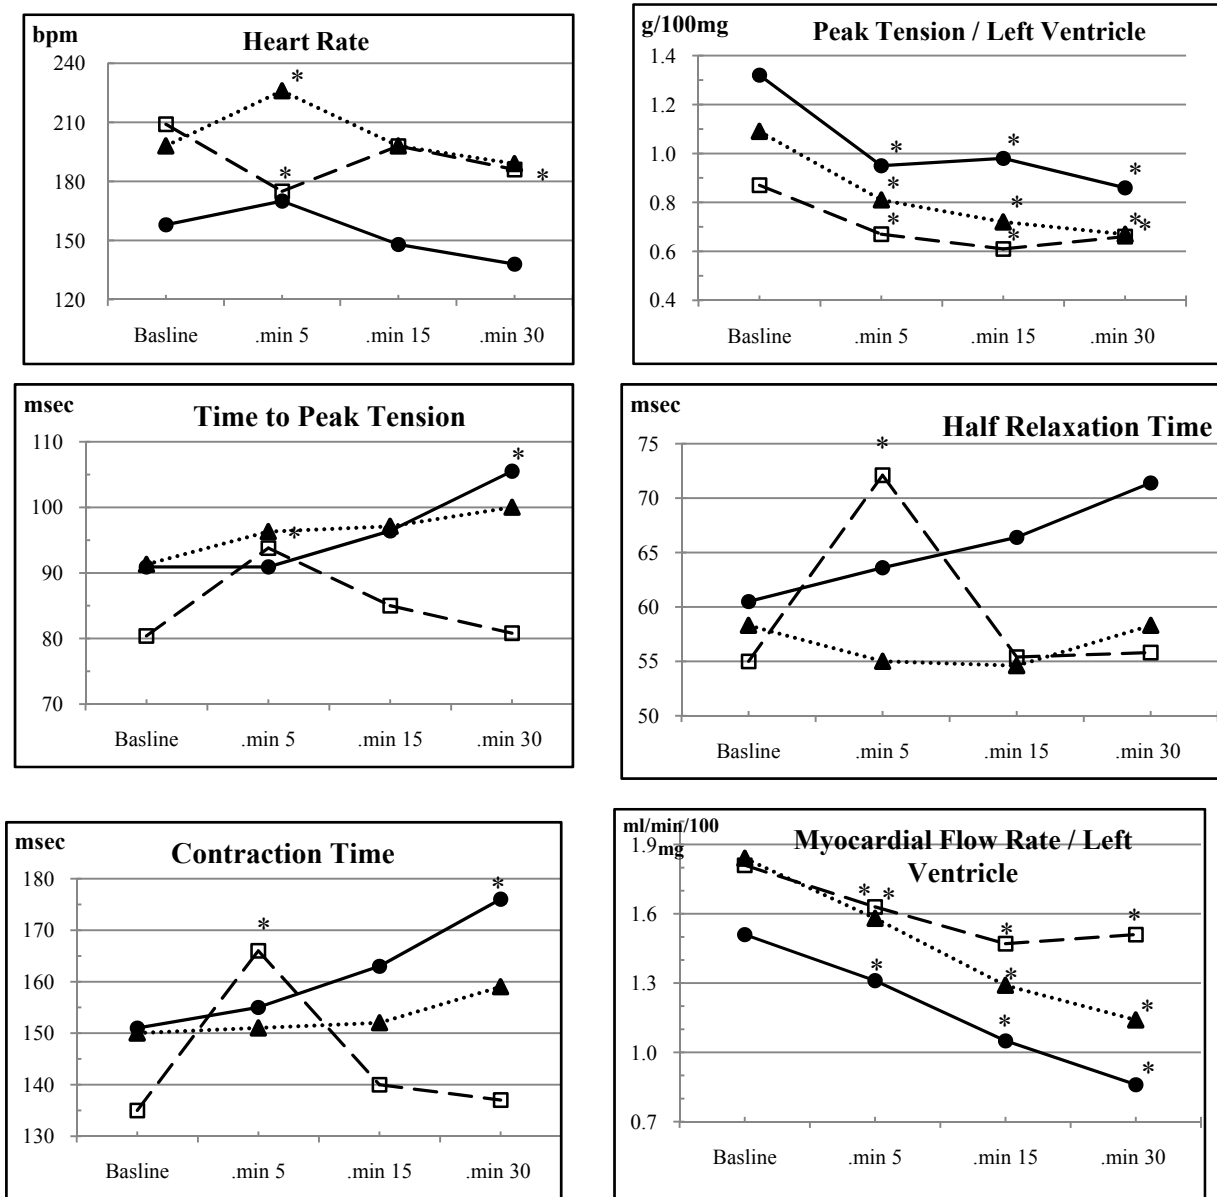 bpm
Heart Rate
240
*
210
180
*
*
150
120
Basline .min 5 .min 15 .min 30
g/100mg
Peak Tension / Left Ventricle
1.4
1.2
1.0
* * *
0.8
* * * *
0.6
* *
0.4
Basline .min 5 .min 15 .min 30
msec
Time to Peak Tension
110
*
100
*
90
80
70
Basline .min 5 .min 15 .min 30
msec
Half Relaxation Time
75
*
70
65
60
55
50
Basline .min 5 .min 15 .min 30
msec
Contraction Time
180
*
170
*
160
150
140
130
Basline .min 5 .min 15 .min 30
ml/min/100
mg
Myocardial Flow Rate / Left
Ventricle
1.9
* *
1.6
* *
1.3
* * *
1.0
* *
0.7
Basline .min 5 .min 15 .min 30